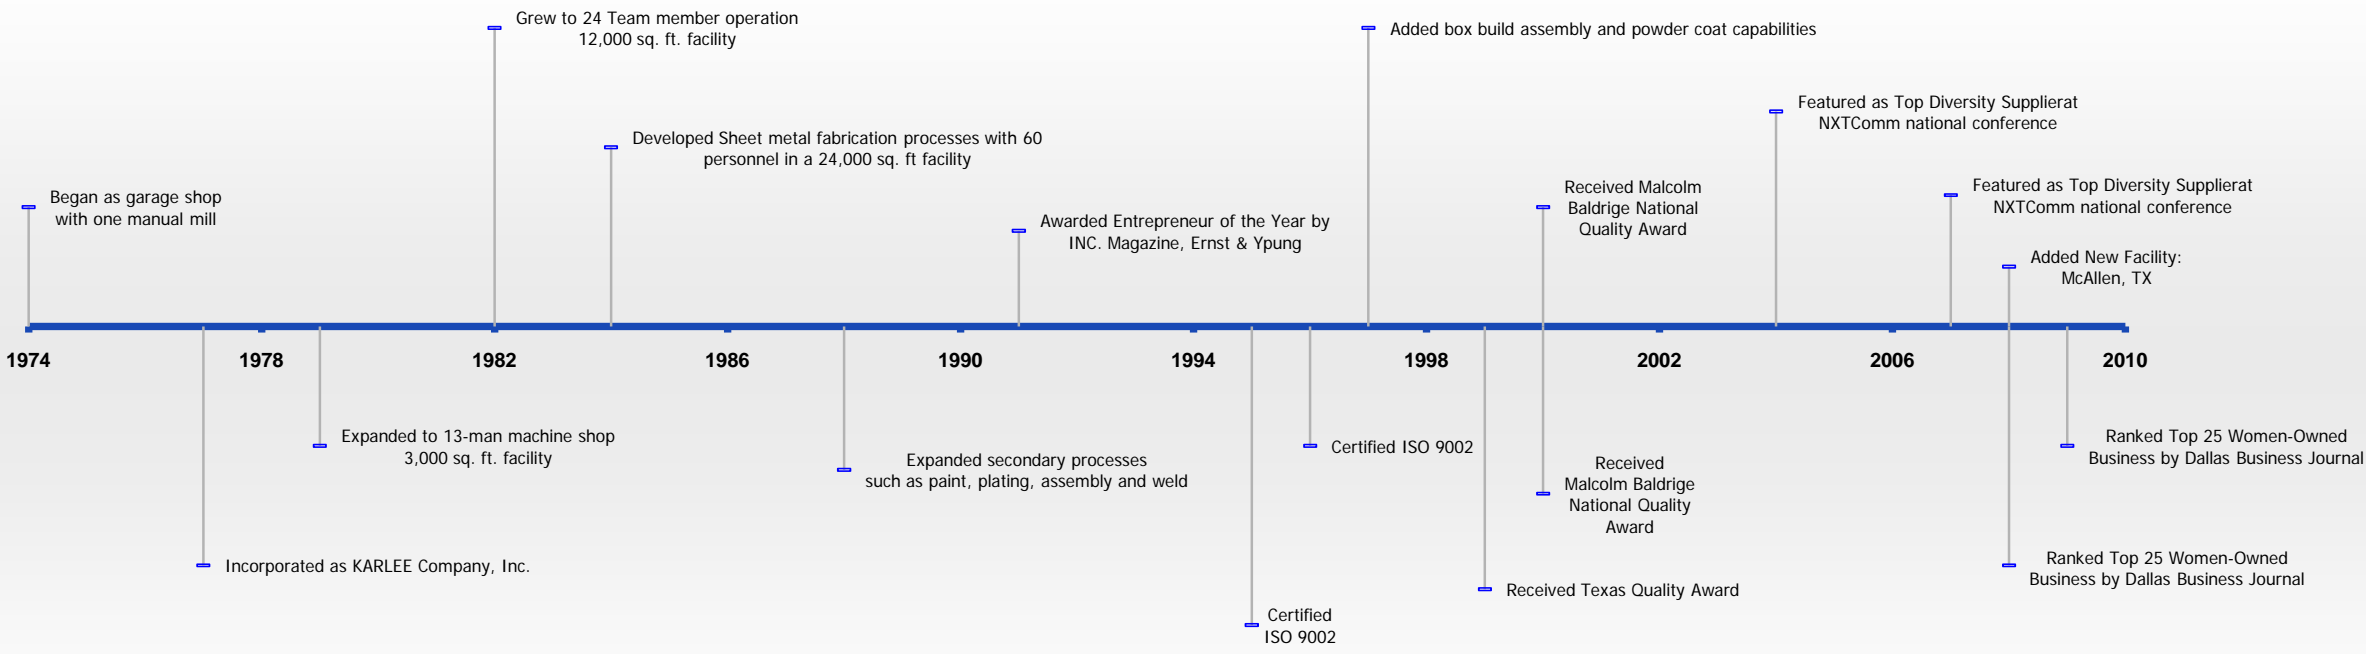 Grew to 24 Team member operation
12,000 sq. ft. facility
Added box build assembly and powder coat capabilities
Featured as Top Diversity Supplierat
NXTComm national conference
Developed Sheet metal fabrication processes with 60
personnel in a 24,000 sq. ft facility
Began as garage shop
with one manual mill
Received Malcolm
Baldrige National
Quality Award
Featured as Top Diversity Supplierat
NXTComm national conference
Awarded Entrepreneur of the Year by
INC. Magazine, Ernst & Ypung
Added New Facility:
McAllen, TX
1974 1978 1982 1986 1990 1994 1998 2002 2006 2010
Expanded to 13-man machine shop
3,000 sq. ft. facility
Certified ISO 9002
Ranked Top 25 Women-Owned
Business by Dallas Business Journal
Expanded secondary processes
such as paint, plating, assembly and weld
Received
Malcolm Baldrige
National Quality
Award
Incorporated as KARLEE Company, Inc.
Ranked Top 25 Women-Owned
Business by Dallas Business Journal
Received Texas Quality Award
Certified
ISO 9002